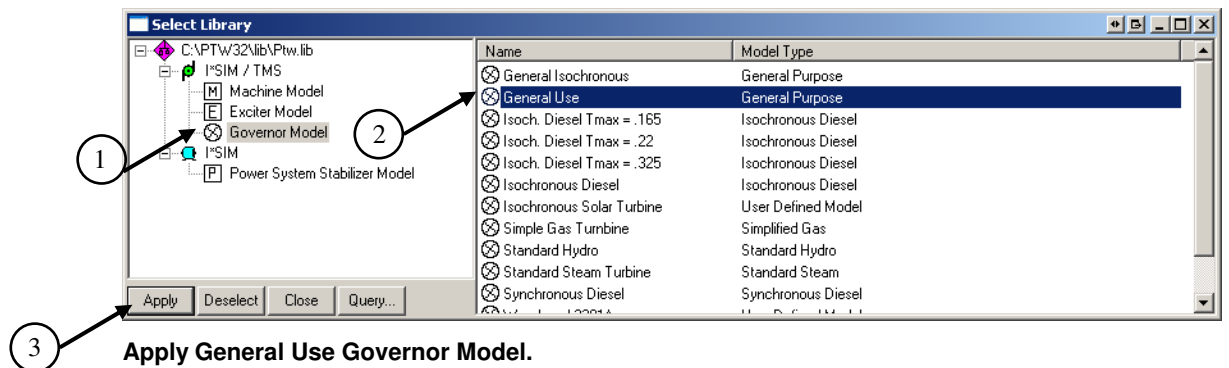 Select Library
C:\PTW32\lib\Ptw.lib
I*SIM / TMS
M Machine Model
E Exciter Model
Governor Model
I*SIM
P Power System Stabilizer Model
Apply Deselect Close Query...
Name Model Type
General Isochronous General Purpose
General Use General Purpose
Isoch. Diesel Tmax = .165 Isochronous Diesel
Isoch. Diesel Tmax = .22 Isochronous Diesel
Isoch. Diesel Tmax = .325 Isochronous Diesel
Isochronous Diesel Isochronous Diesel
Isochronous Solar Turbine User Defined Model
Simple Gas Turnbine Simplified Gas
Standard Hydro Standard Hydro
Standard Steam Turbine Standard Steam
Synchronous Diesel Synchronous Diesel
1
2
3
Apply General Use Governor Model.